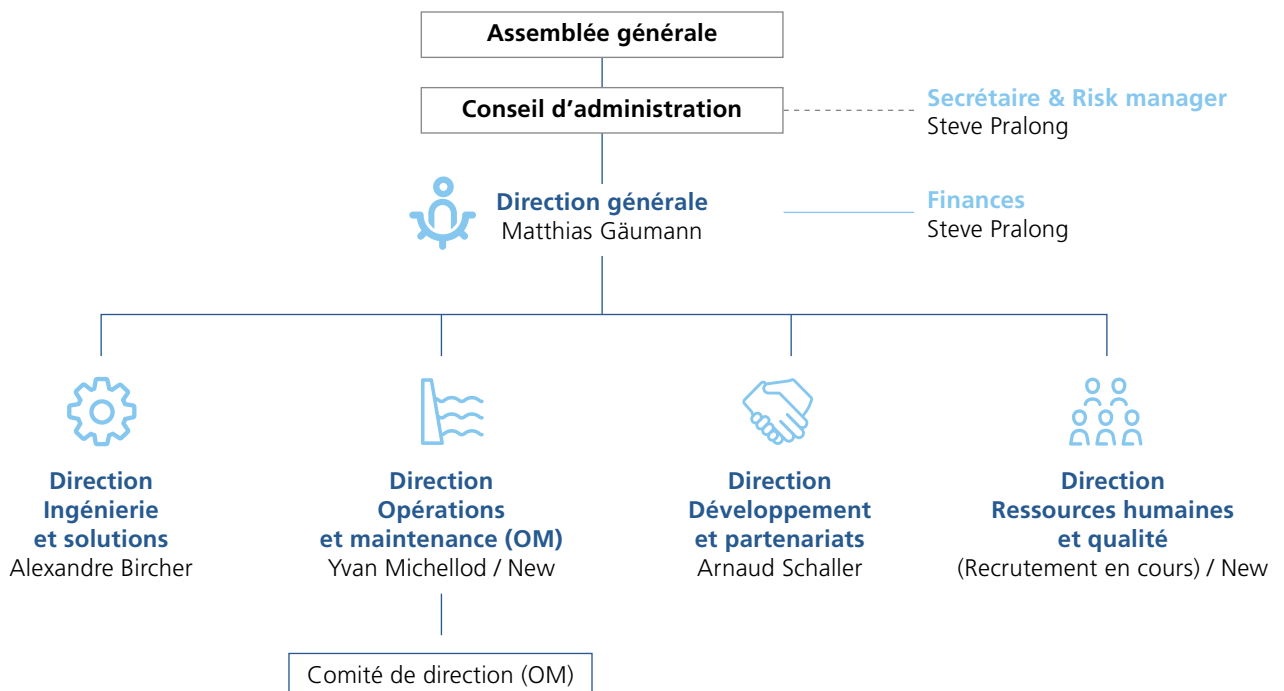 Assemblée générale
Conseil d’administration
Secrétaire & Risk manager
Steve Pralong
Direction générale
Matthias Gäumann
Finances
Steve Pralong
Direction
Ingénierie
et solutions
Alexandre Bircher
Direction
Opérations
et maintenance (OM)
Yvan Michellod / New
Direction
Développement
et partenariats
Arnaud Schaller
Direction
Ressources humaines
et qualité
(Recrutement en cours) / New
Comité de direction (OM)